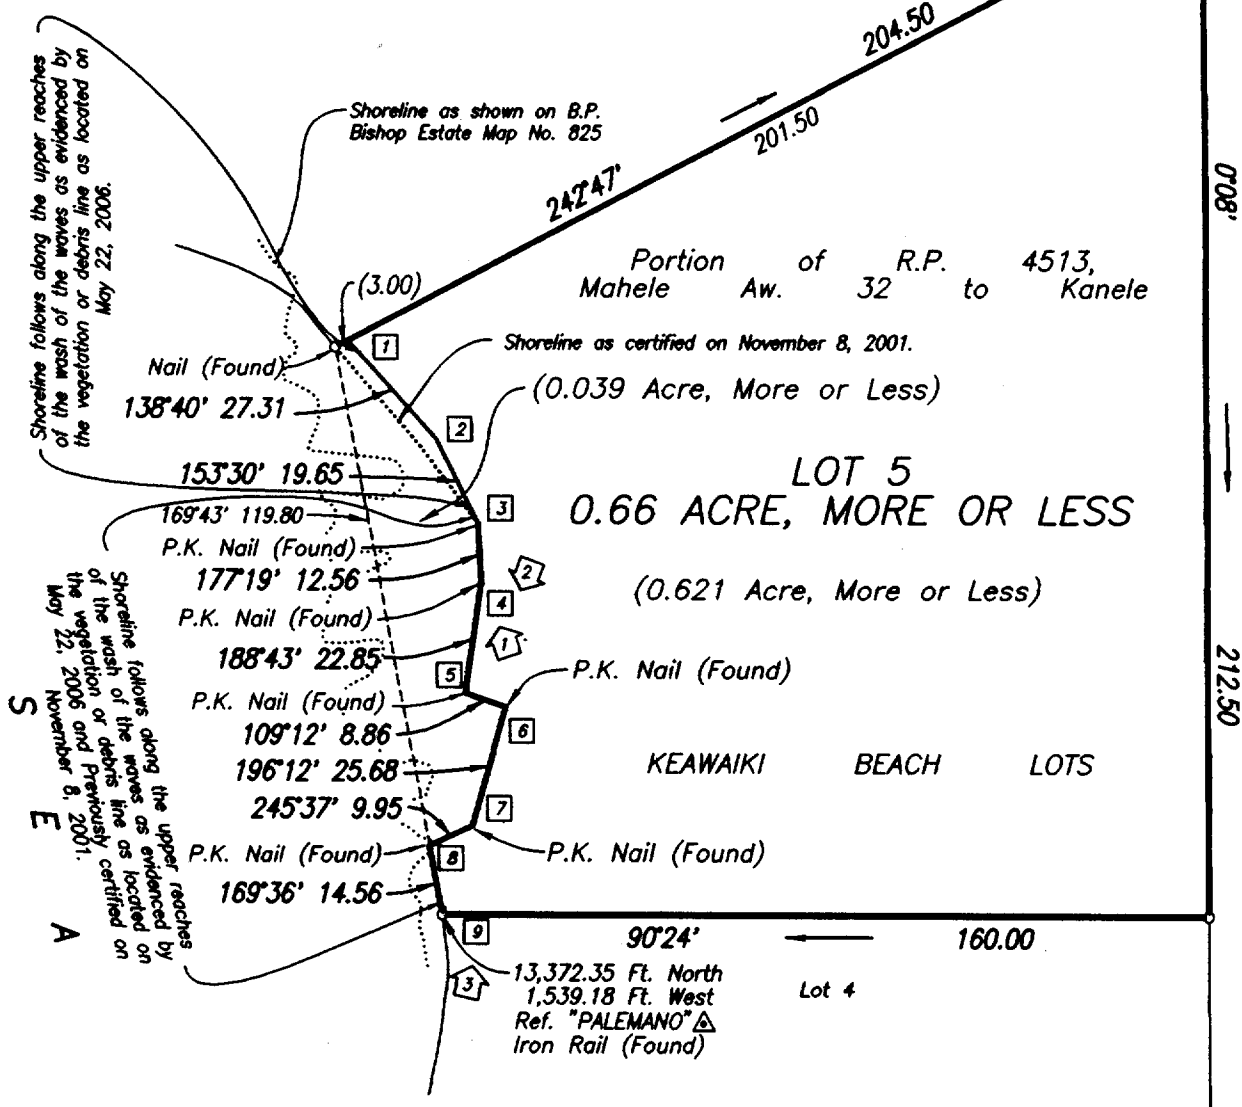 204.50
201.50
242°47'
0°08'
212.50
Shoreline follows along the upper reaches
of the wash of the waves as evidenced by
the vegetation or debris line as located on
May 22, 2006.
Shoreline as shown on B.P.
Bishop Estate Map No. 825
(3.00)
Portion of R.P. 4513,
Mahele Aw. 32 to Kanele
1
Shoreline as certified on November 8, 2001.
Nail (Found)
138°40' 27.31
(0.039 Acre, More or Less)
2
153°30' 19.65
LOT 5
0.66 ACRE, MORE OR LESS
3
169°43' 119.80
P.K. Nail (Found)
177°19' 12.56
2
(0.621 Acre, More or Less)
4
P.K. Nail (Found)
1
188°43' 22.85
5
P.K. Nail (Found)
P.K. Nail (Found)
6
109°12' 8.86
196°12' 25.68
KEAWAIKI BEACH LOTS
245°37' 9.95
7
P.K. Nail (Found)
8
P.K. Nail (Found)
169°36' 14.56
Shoreline follows along the upper reaches
of the wash of the waves as evidenced by
the vegetation or debris line as located on
May 22, 2006 and Previously certified on
November 8, 2001.
S E A
9
90°24'
160.00
3
13,372.35 Ft. North
1,539.18 Ft. West
Ref. "PALEMANO"
Iron Rail (Found)
Lot 4